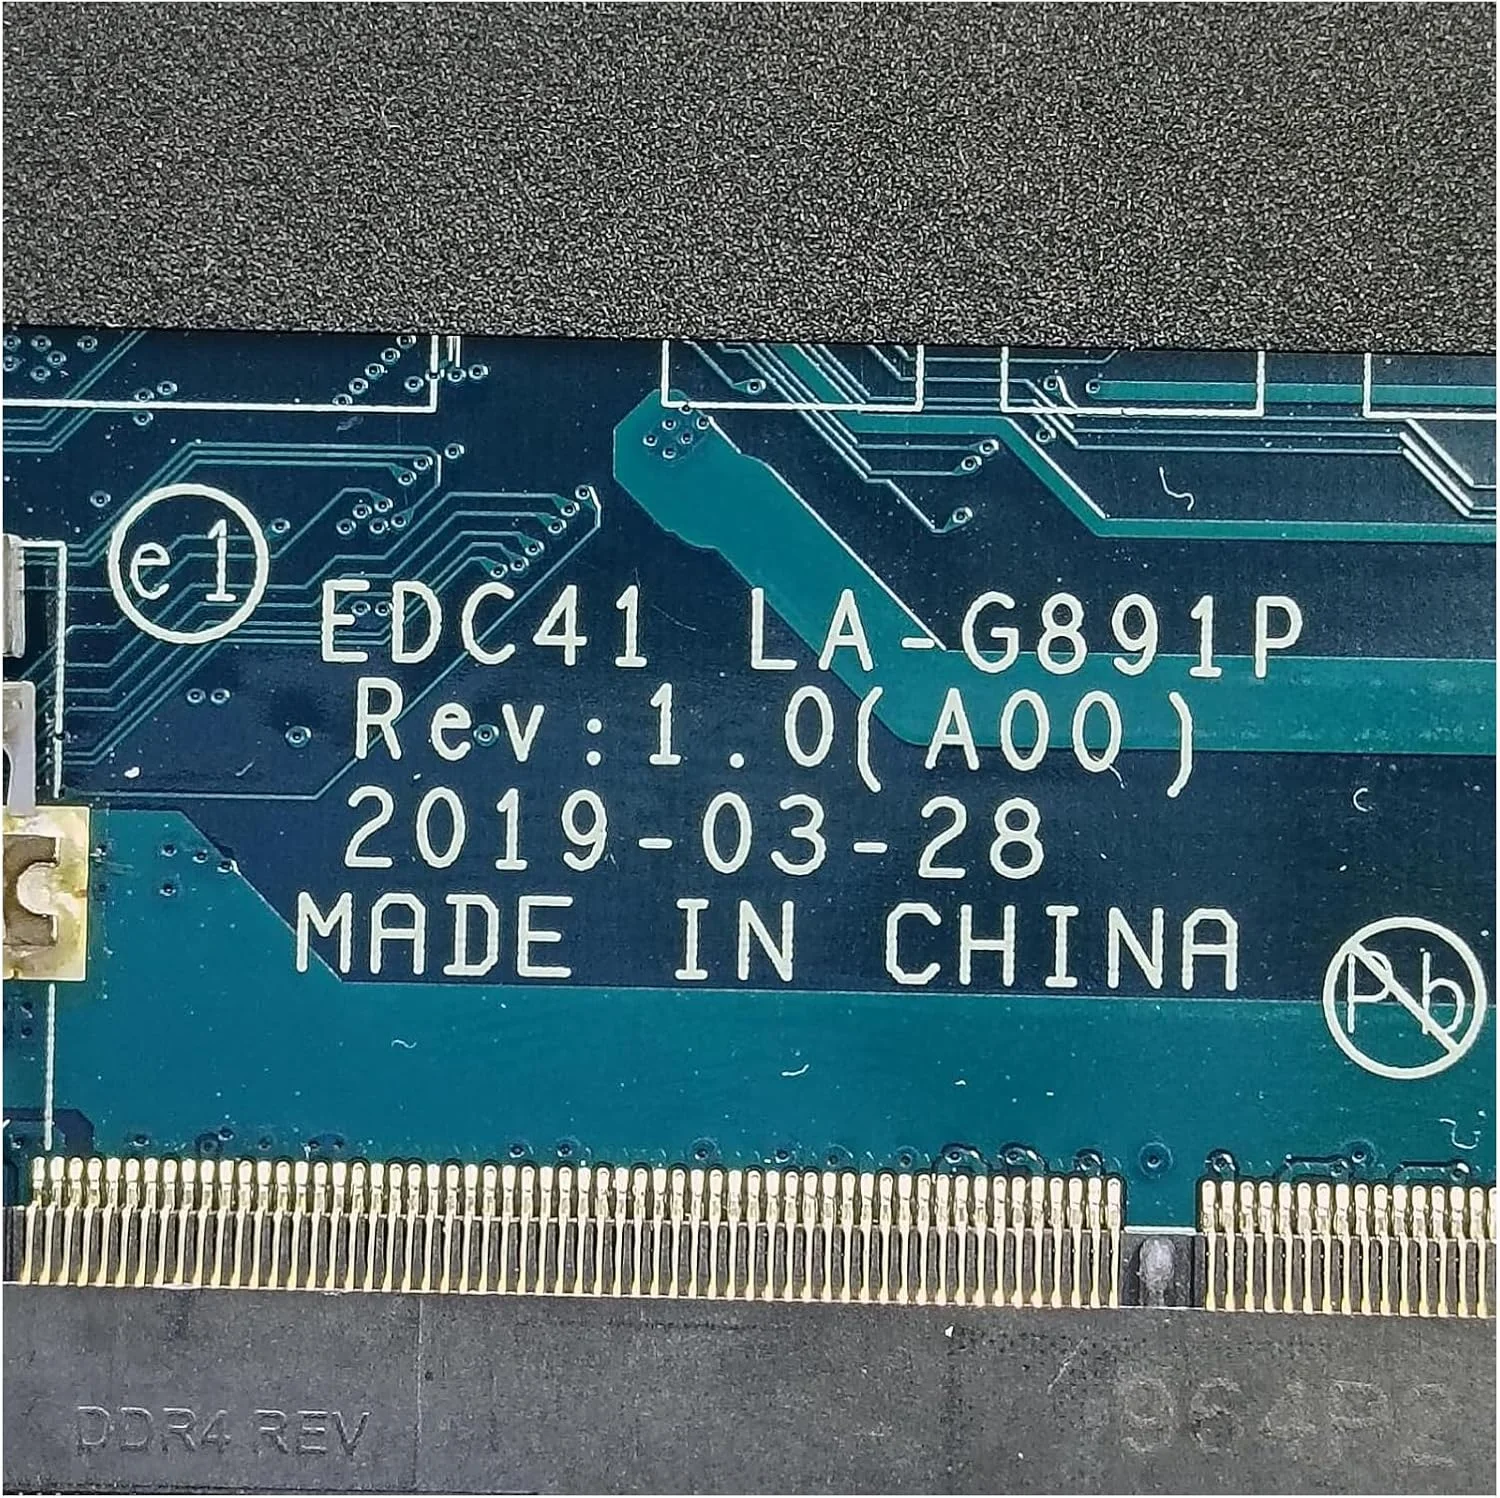 e1
EDC41 LA-G891P
Rev:1.0(A00)
2019-03-28
MADE IN CHINA
Pb
DDR4 REV